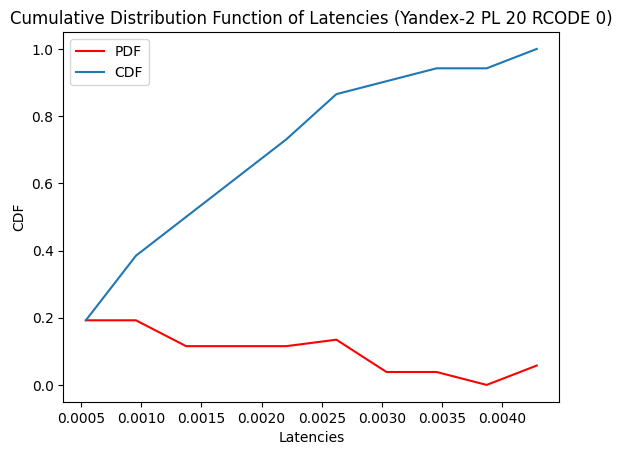 Cumulative Distribution Function of Latencies (Yandex-2 PL 20 RCODE 0)
PDF
CDF
1.0
0.8
0.6
0.4
0.2
0.0
CDF
0.0005 0.0010 0.0015 0.0020 0.0025 0.0030 0.0035 0.0040
Latencies